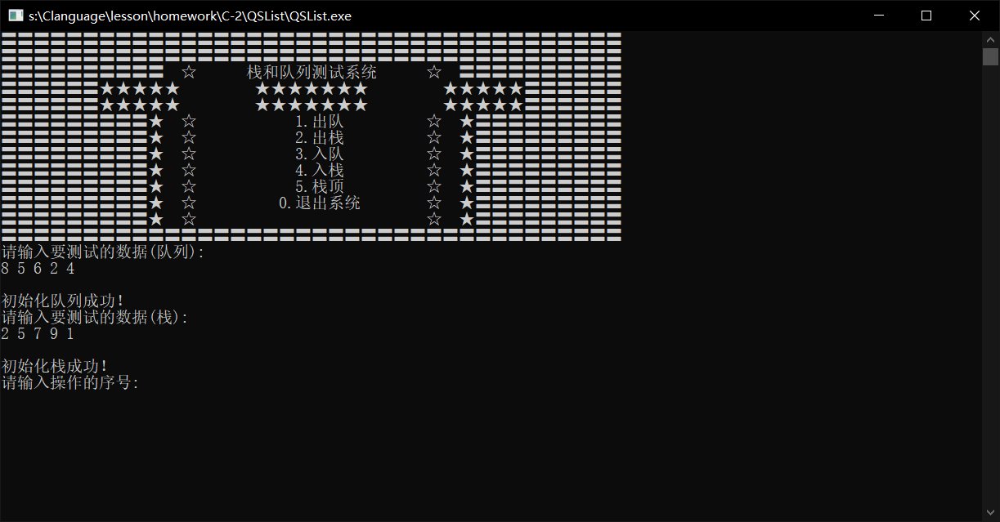 s:\Clanguage\lesson\homework\C-2\QSList\QSList.exe
☆ 栈和队列测试系统 ☆
★★★★★ ★★★★★★★ ★★★★★
★★★★★ ★★★★★★★ ★★★★★
★ ☆ 1.出队 ☆ ★
★ ☆ 2.出栈 ☆ ★
★ ☆ 3.入队 ☆ ★
★ ☆ 4.入栈 ☆ ★
★ ☆ 5.栈顶 ☆ ★
★ ☆ 0.退出系统 ☆ ★
★ ☆ ☆ ★
请输入要测试的数据(队列):
8 5 6 2 4
初始化队列成功!
请输入要测试的数据(栈):
2 5 7 9 1
初始化栈成功!
请输入操作的序号: